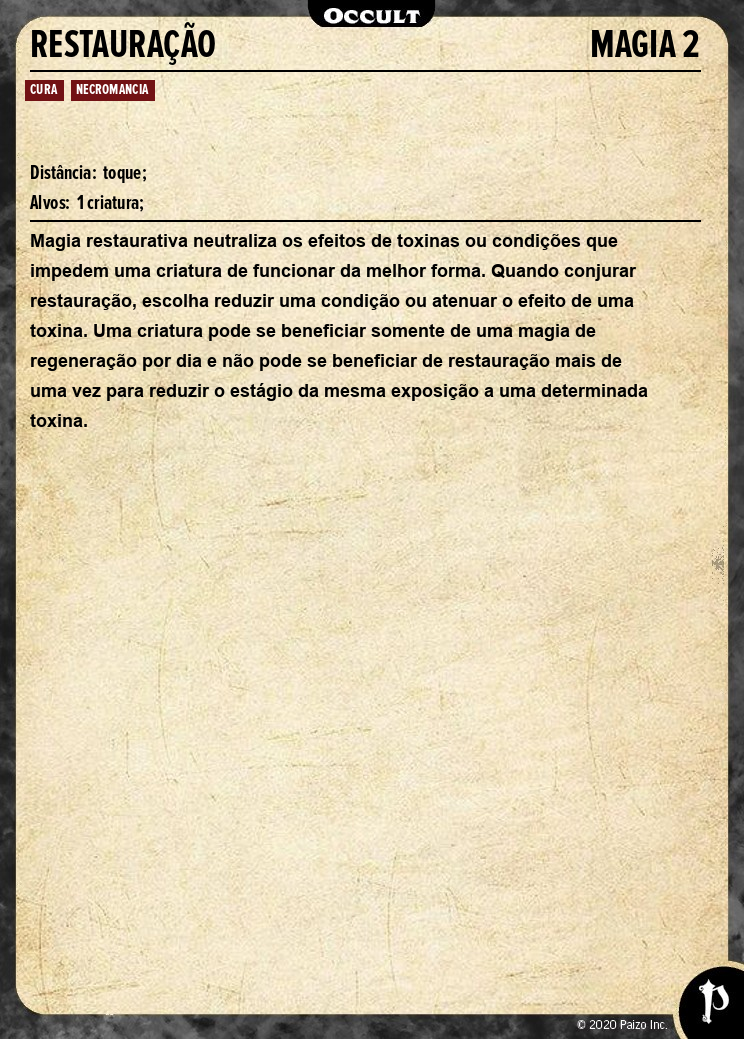 OCCULT
RESTAURAÇÃO MAGIA 2
CURA NECROMANCIA
Distância: toque;
Alvos: 1 criatura;
Magia restaurativa neutraliza os efeitos de toxinas ou condições que
impedem uma criatura de funcionar da melhor forma. Quando conjurar
restauração, escolha reduzir uma condição ou atenuar o efeito de uma
toxina. Uma criatura pode se beneficiar somente de uma magia de
regeneração por dia e não pode se beneficiar de restauração mais de
uma vez para reduzir o estágio da mesma exposição a uma determinada
toxina.
© 2020 Paizo Inc.
P